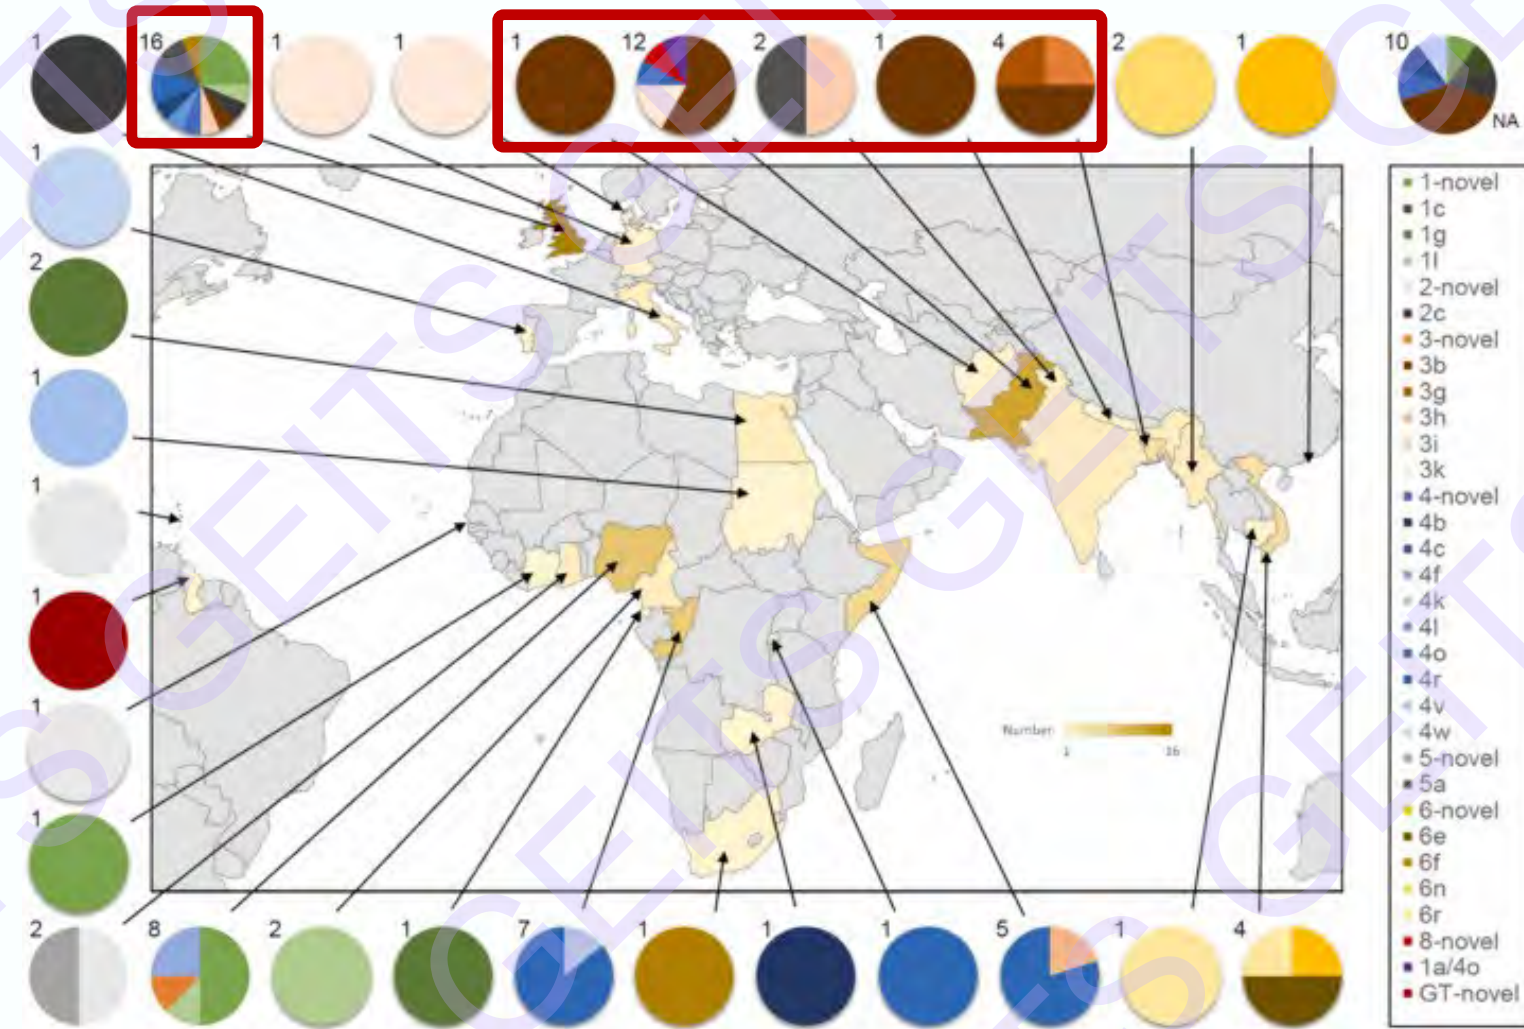 1
16
1
1
1
12
2
1
4
2
1
10
NA
1
2
1
1
1
1
1
2
8
2
1
7
1
1
1
5
1
4
Number
1
16
1-novel
1c
1g
1l
2-novel
2c
3-novel
3b
3g
3h
3i
3k
4-novel
4b
4c
4f
4k
4l
4o
4r
4v
4w
5-novel
5a
6-novel
6e
6f
6n
6r
8-novel
1a/4o
GT-novel
GETS GETS GETS